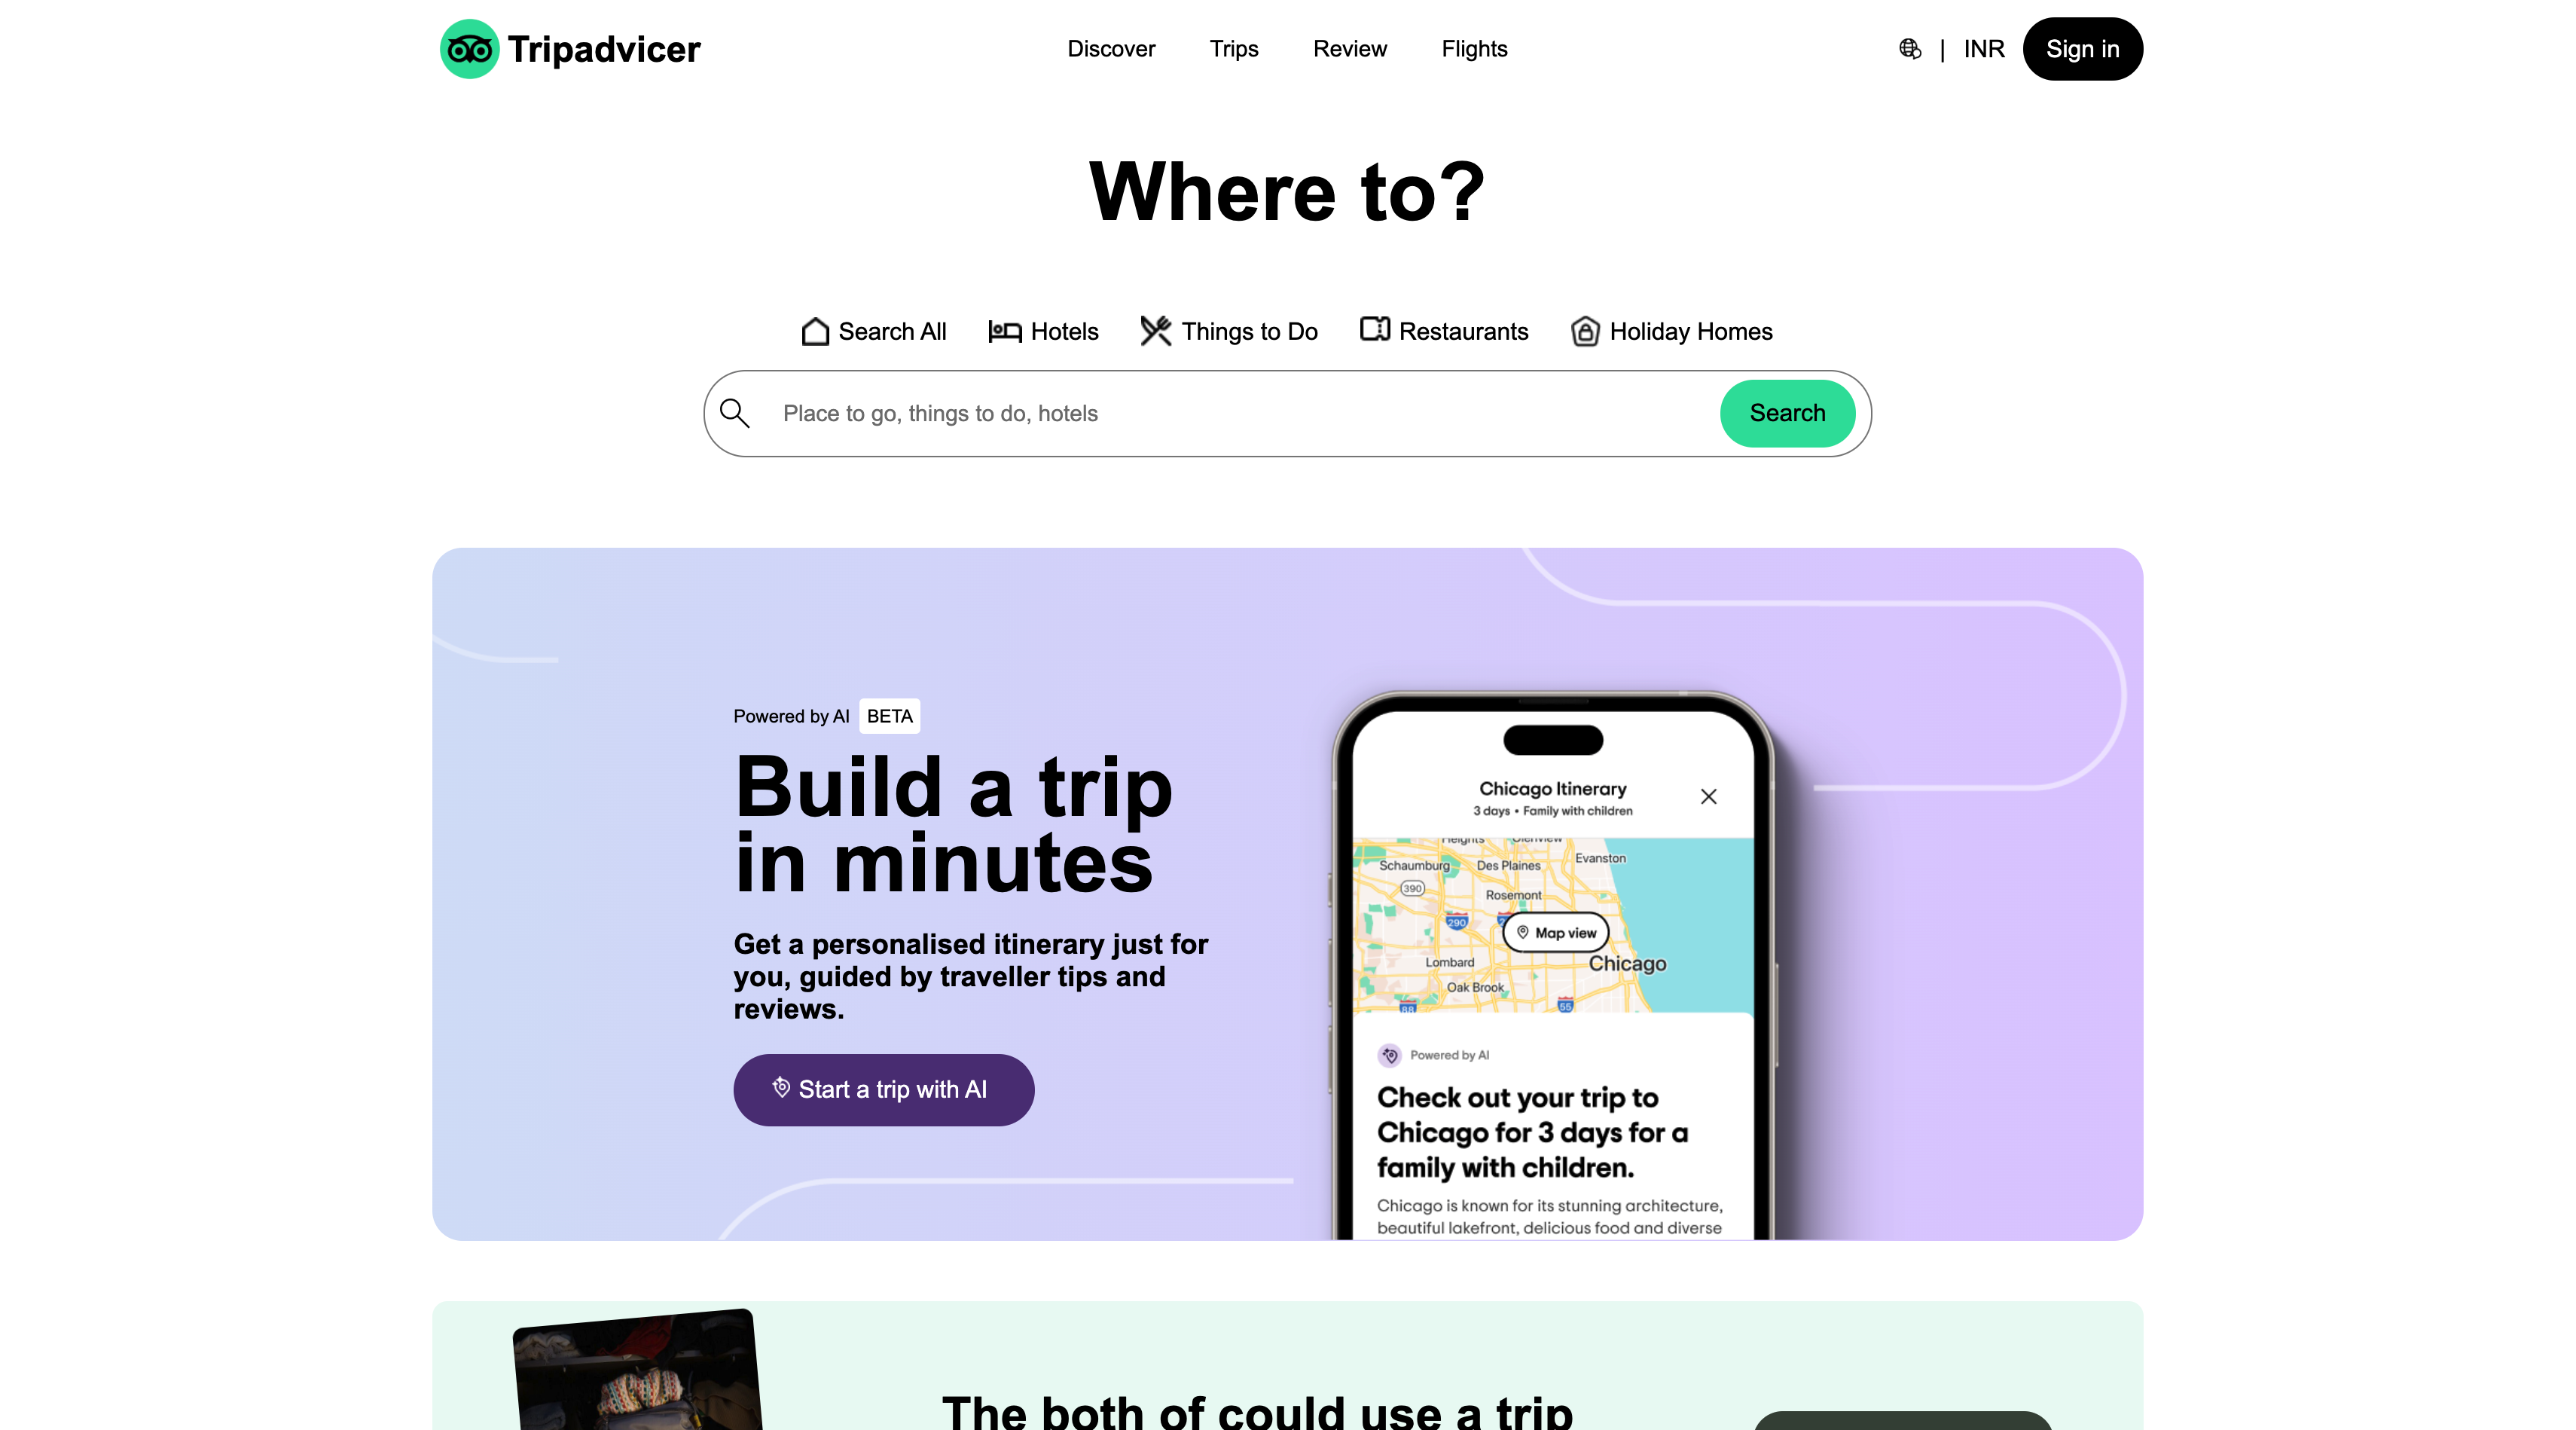 Tripadvicer
Discover
Trips
Review
Flights
| INR
Sign in
Where to?
Search All
Hotels
Things to Do
Restaurants
Holiday Homes
Place to go, things to do, hotels
Search
Powered by AI BETA
Build a trip
in minutes
Get a personalised itinerary just for
you, guided by traveller tips and
reviews.
Start a trip with AI
Chicago Itinerary
3 days • Family with children
Heights
Glenview
Evanston
Schaumburg
Des Plaines
390
Rosemont
290
Map view
Lombard
Chicago
Oak Brook
88
55
Powered by AI
Check out your trip to
Chicago for 3 days for a
family with children.
Chicago is known for its stunning architecture,
beautiful lakefront, delicious food and diverse
The both of could use a trip